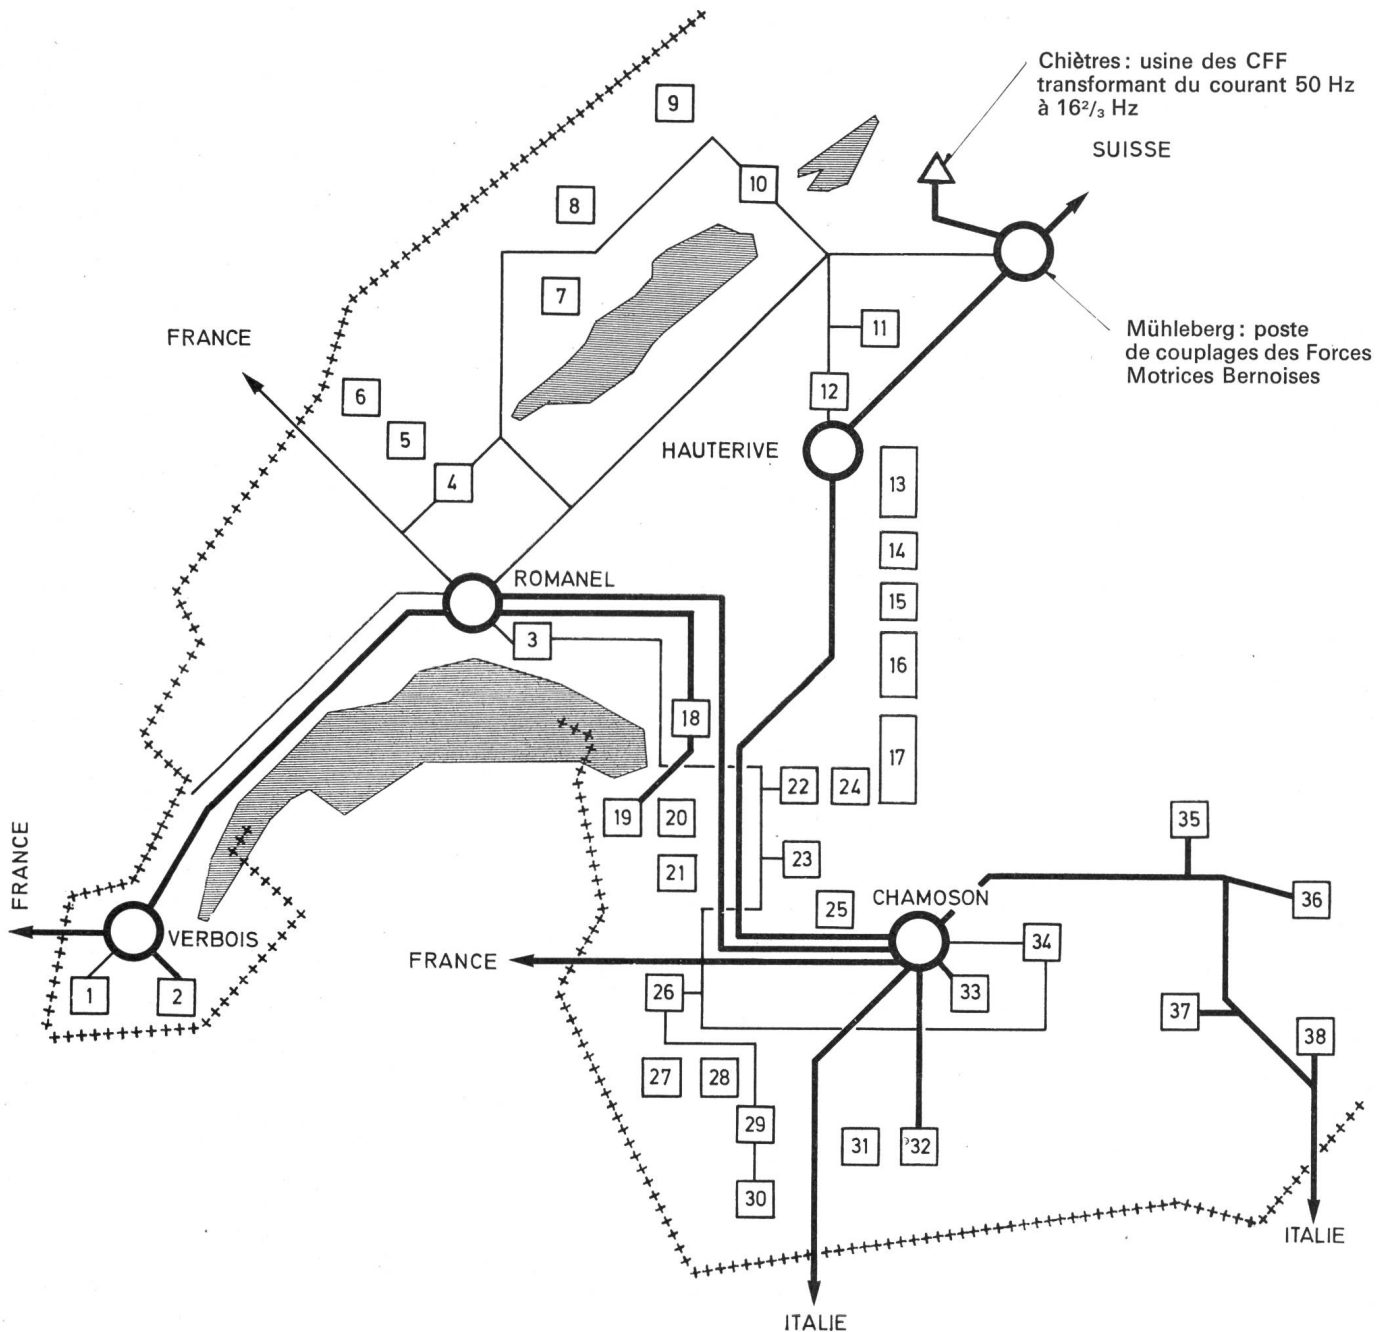 Chiètres : usine des CFF
transformant du courant 50 Hz
à 16²/₃ Hz
9
SUISSE
10
8
7
11
FRANCE
Mühleberg : poste
de couplages des Forces
Motrices Bernoises
12
6
5
HAUTERIVE
4
13
14
ROMANEL
15
3
16
18
17
22
24
19
20
35
23
21
FRANCE
CHAMOSON
36
25
VERBOIS
34
FRANCE
33
1
2
26
37
38
27
28
29
31
32
30
ITALIE
ITALIE